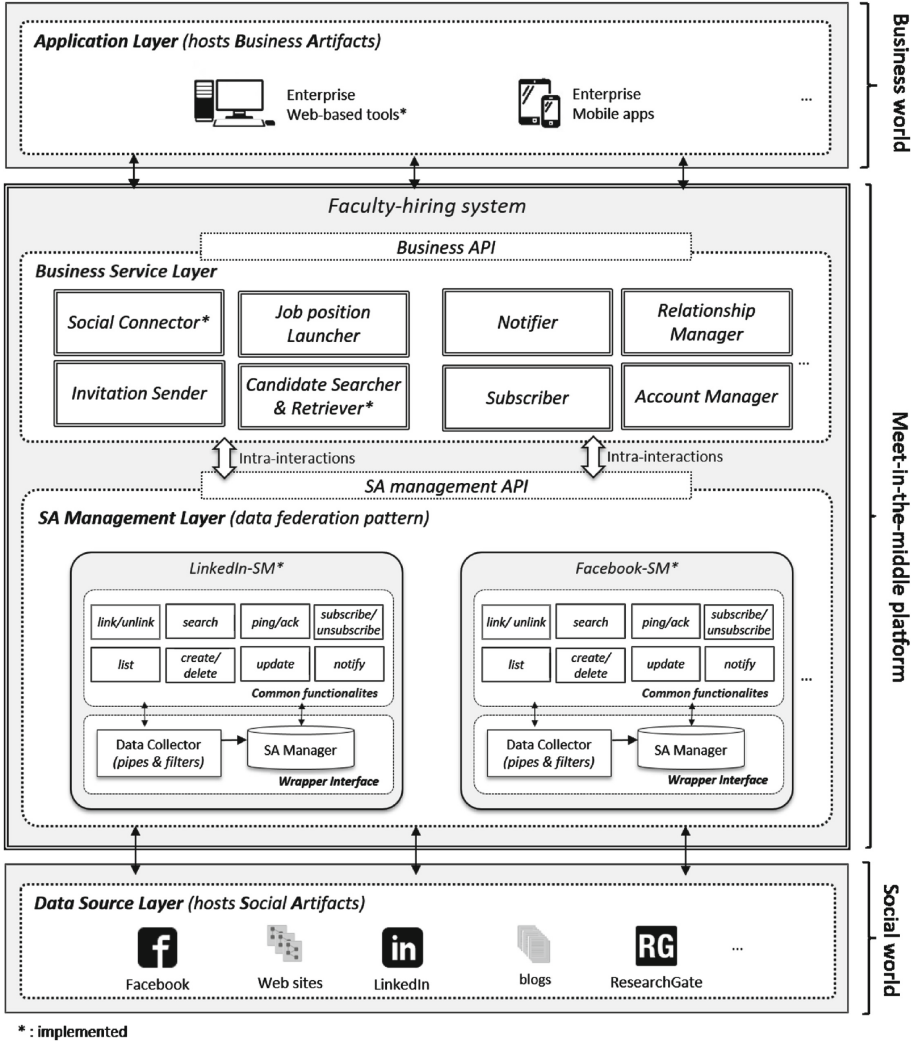 Application Layer (hosts Business Artifacts)
Enterprise
Web-based tools*
Enterprise
Mobile apps
...
Business world
Faculty-hiring system
Business API
Business Service Layer
Social Connector*
Job position
Launcher
Notifier
Relationship
Manager
Invitation Sender
Candidate Searcher
& Retriever*
Subscriber
Account Manager
...
Intra-interactions
Intra-interactions
SA management API
SA Management Layer (data federation pattern)
LinkedIn-SM*
link/unlink
search
ping/ack
subscribe/
unsubscribe
list
create/
delete
update
notify
Common functionalites
Data Collector
(pipes & filters)
SA Manager
Wrapper Interface
Facebook-SM*
link/ unlink
search
ping/ack
subscribe/
unsubscribe
list
create/
delete
update
notify
Common functionalites
Data Collector
(pipes & filters)
SA Manager
Wrapper Interface
...
Meet-in-the-middle platform
Data Source Layer (hosts Social Artifacts)
f
Facebook
Web sites
in
LinkedIn
blogs
RG
ResearchGate
...
Social world
* : implemented